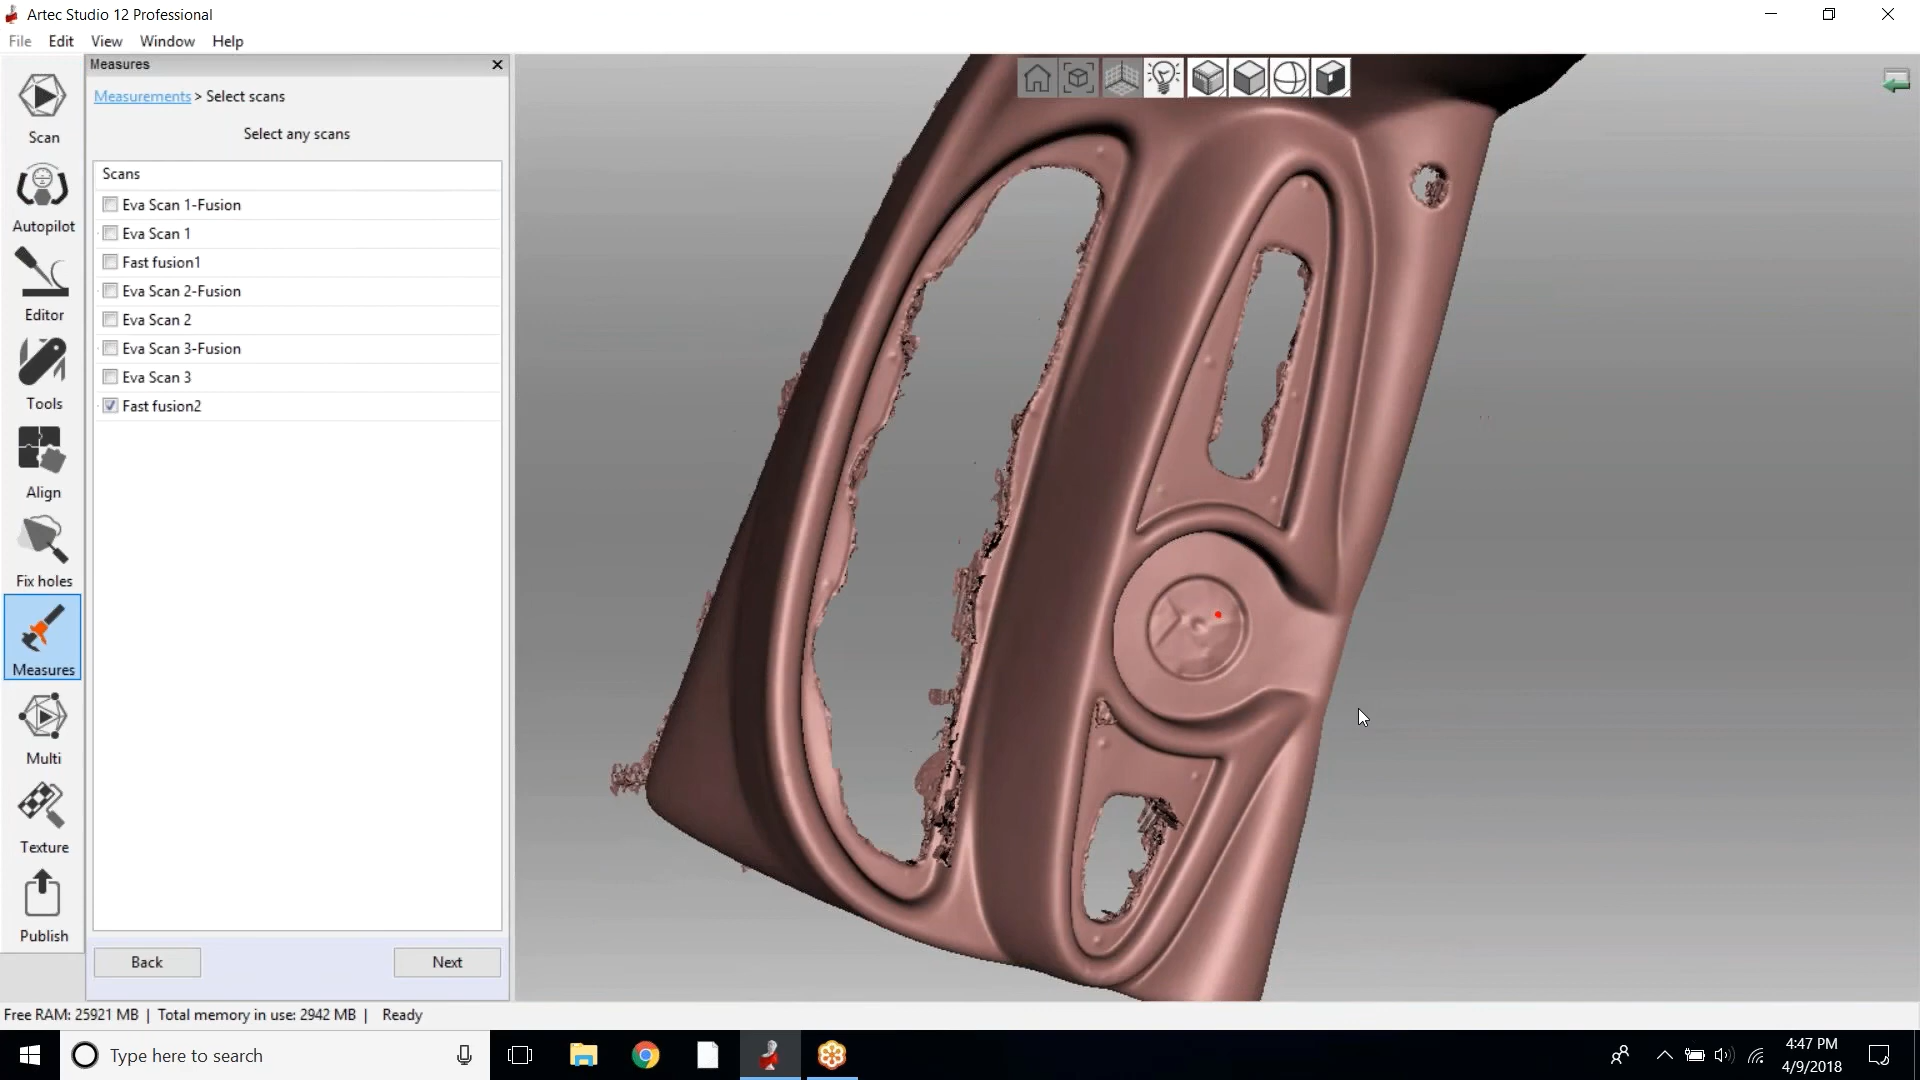 Artec Studio 12 Professional
File Edit View Window Help
Measures
Measurements > Select scans
Select any scans
Scans
Eva Scan 1-Fusion
Eva Scan 1
Fast fusion1
Eva Scan 2-Fusion
Eva Scan 2
Eva Scan 3-Fusion
Eva Scan 3
Fast fusion2
Scan
Autopilot
Editor
Tools
Align
Fix holes
Measures
Multi
Texture
Publish
Back Next
Free RAM: 25921 MB | Total memory in use: 2942 MB | Ready
Type here to search
4:47 PM
4/9/2018